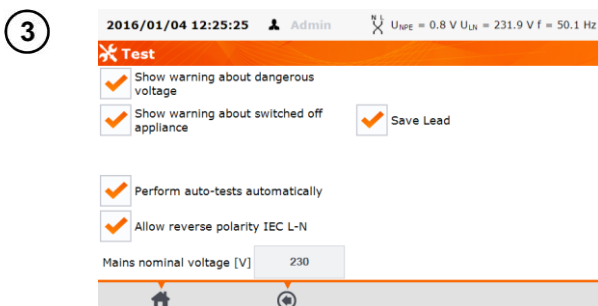 3
2016/01/04 12:25:25 Admin N L UNPE = 0.8 V ULN = 231.9 V f = 50.1 Hz
Test
Show warning about dangerous
voltage
Show warning about switched off
appliance
Save Lead
Perform auto-tests automatically
Allow reverse polarity IEC L-N
Mains nominal voltage [V] 230